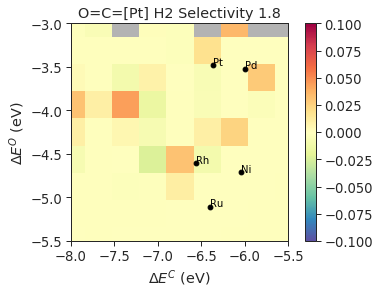 O=C=[Pt] H2 Selectivity 1.8
−3.0
−3.5
−4.0
−4.5
−5.0
−5.5
ΔE^O (eV)
Pt
Pd
Rh
Ni
Ru
−8.0 −7.5 −7.0 −6.5 −6.0 −5.5
ΔE^C (eV)
0.100
0.075
0.050
0.025
0.000
−0.025
−0.050
−0.075
−0.100